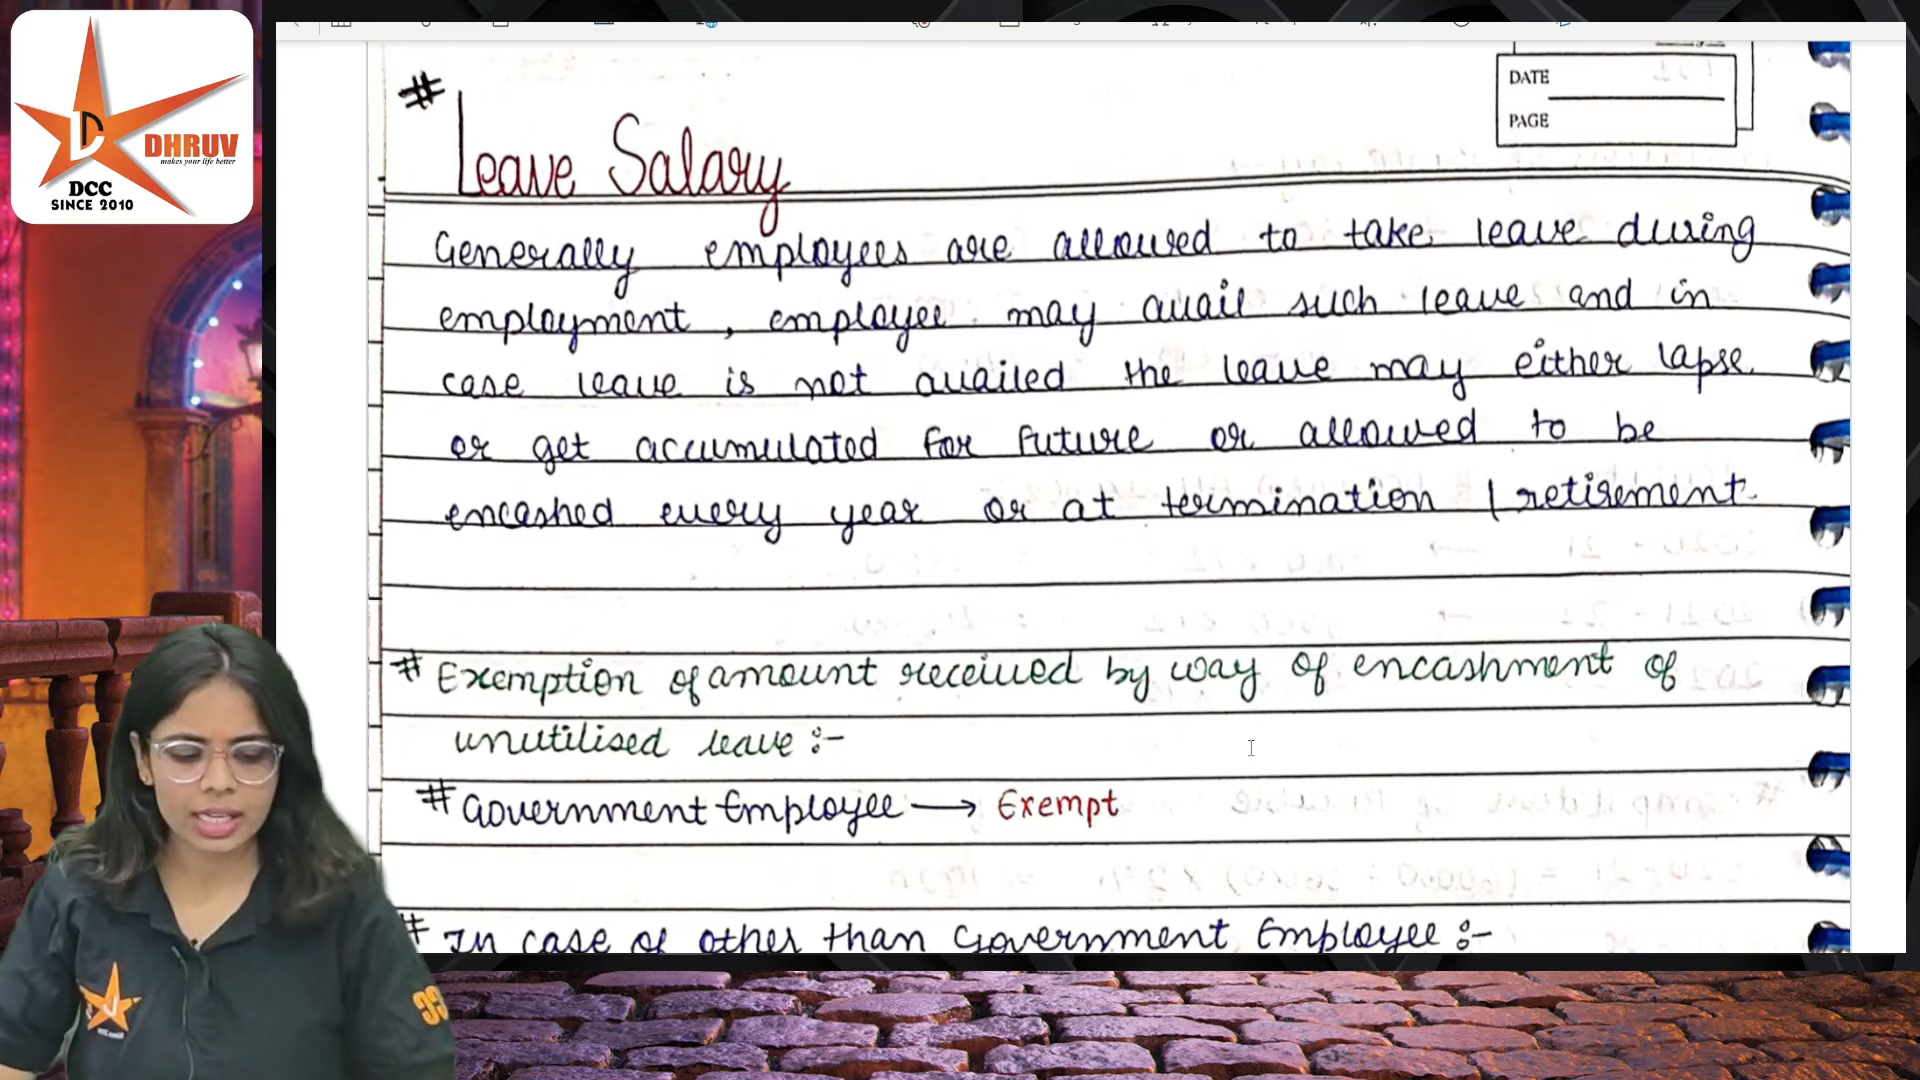 DHRUV
makes your life better
DCC
SINCE 2010
DATE
PAGE
# Leave Salary
Generally employees are allowed to take leave during
employment, employee may avail such leave and in
case leave is not availed the leave may either lapse
or get accumulated for future or allowed to be
encashed every year or at termination / retirement
# Exemption of amount received by way of encashment of
unutilised leave :-
# Government Employee → Exempt
# In case of other than Government Employee :-